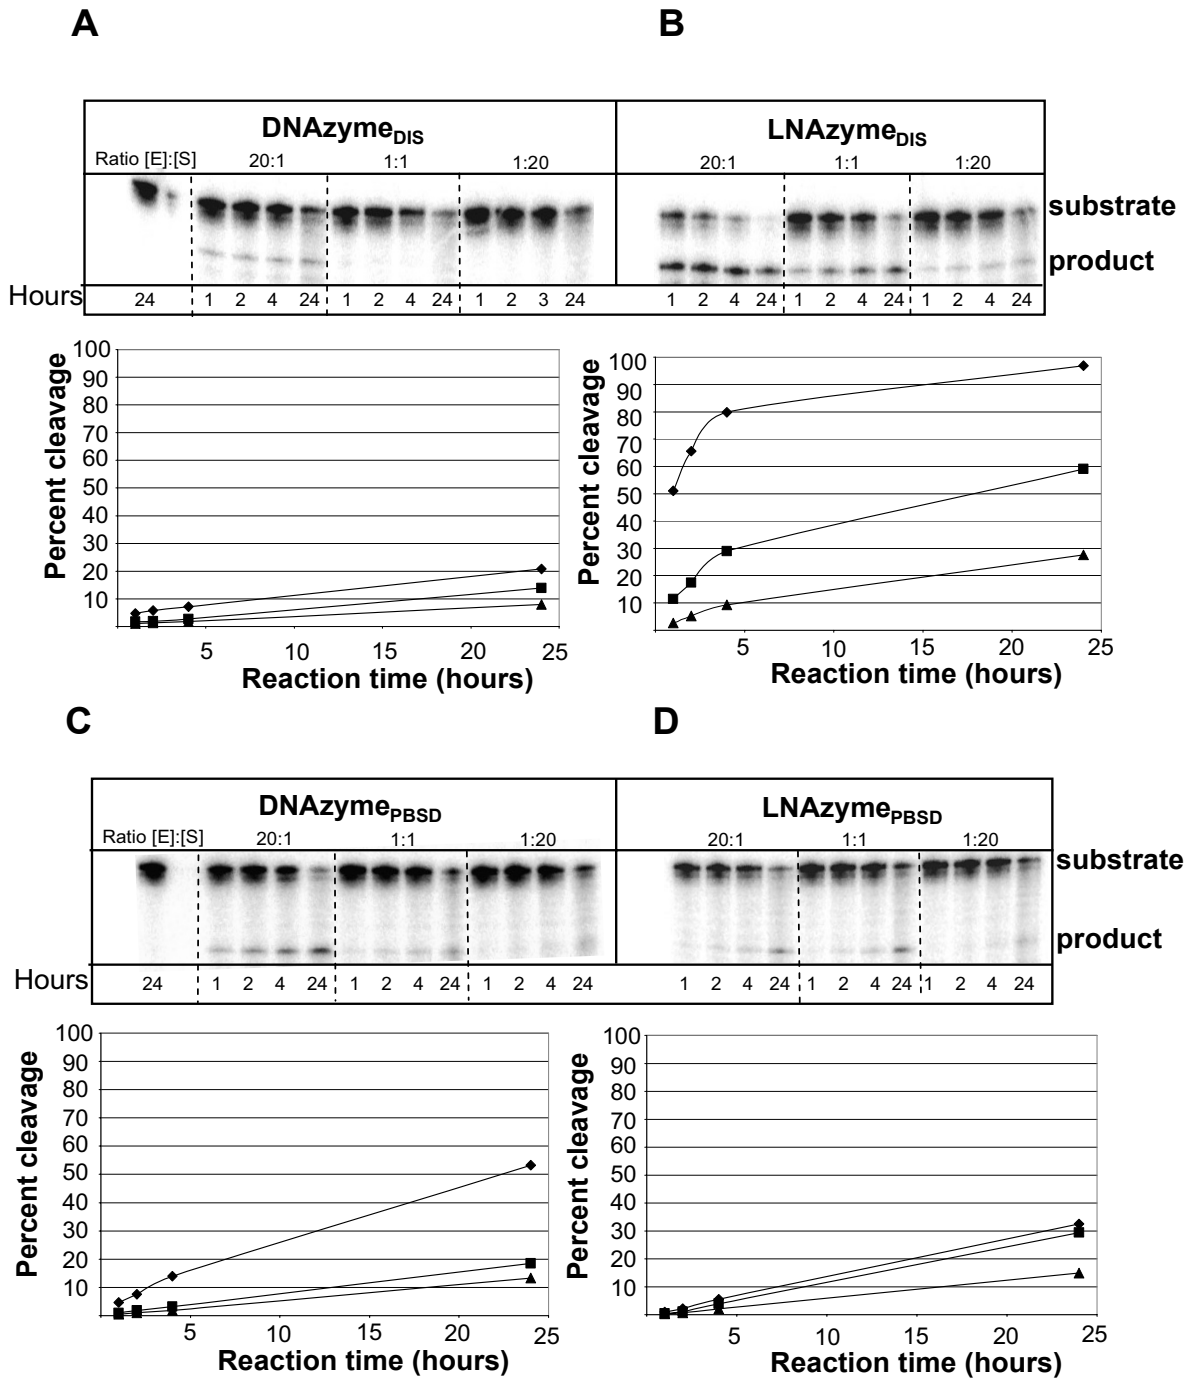 A
B
DNAzymeDIS
LNAzymeDIS
Ratio [E]:[S] 20:1 1:1 1:20
20:1 1:1 1:20
substrate
product
Hours 24 1 2 4 24 1 2 4 24 1 2 3 24
1 2 4 24 1 2 4 24 1 2 4 24
100
90
80
70
60
50
40
30
20
10
Percent cleavage
5 10 15 20 25
Reaction time (hours)
100
90
80
70
60
50
40
30
20
10
Percent cleavage
5 10 15 20 25
Reaction time (hours)
C
D
DNAzymePBSD
LNAzymePBSD
Ratio [E]:[S] 20:1 1:1 1:20
20:1 1:1 1:20
substrate
product
Hours 24 1 2 4 24 1 2 4 24 1 2 4 24
1 2 4 24 1 2 4 24 1 2 4 24
100
90
80
70
60
50
40
30
20
10
Percent cleavage
5 10 15 20 25
Reaction time (hours)
100
90
80
70
60
50
40
30
20
10
Percent cleavage
5 10 15 20 25
Reaction time (hours)